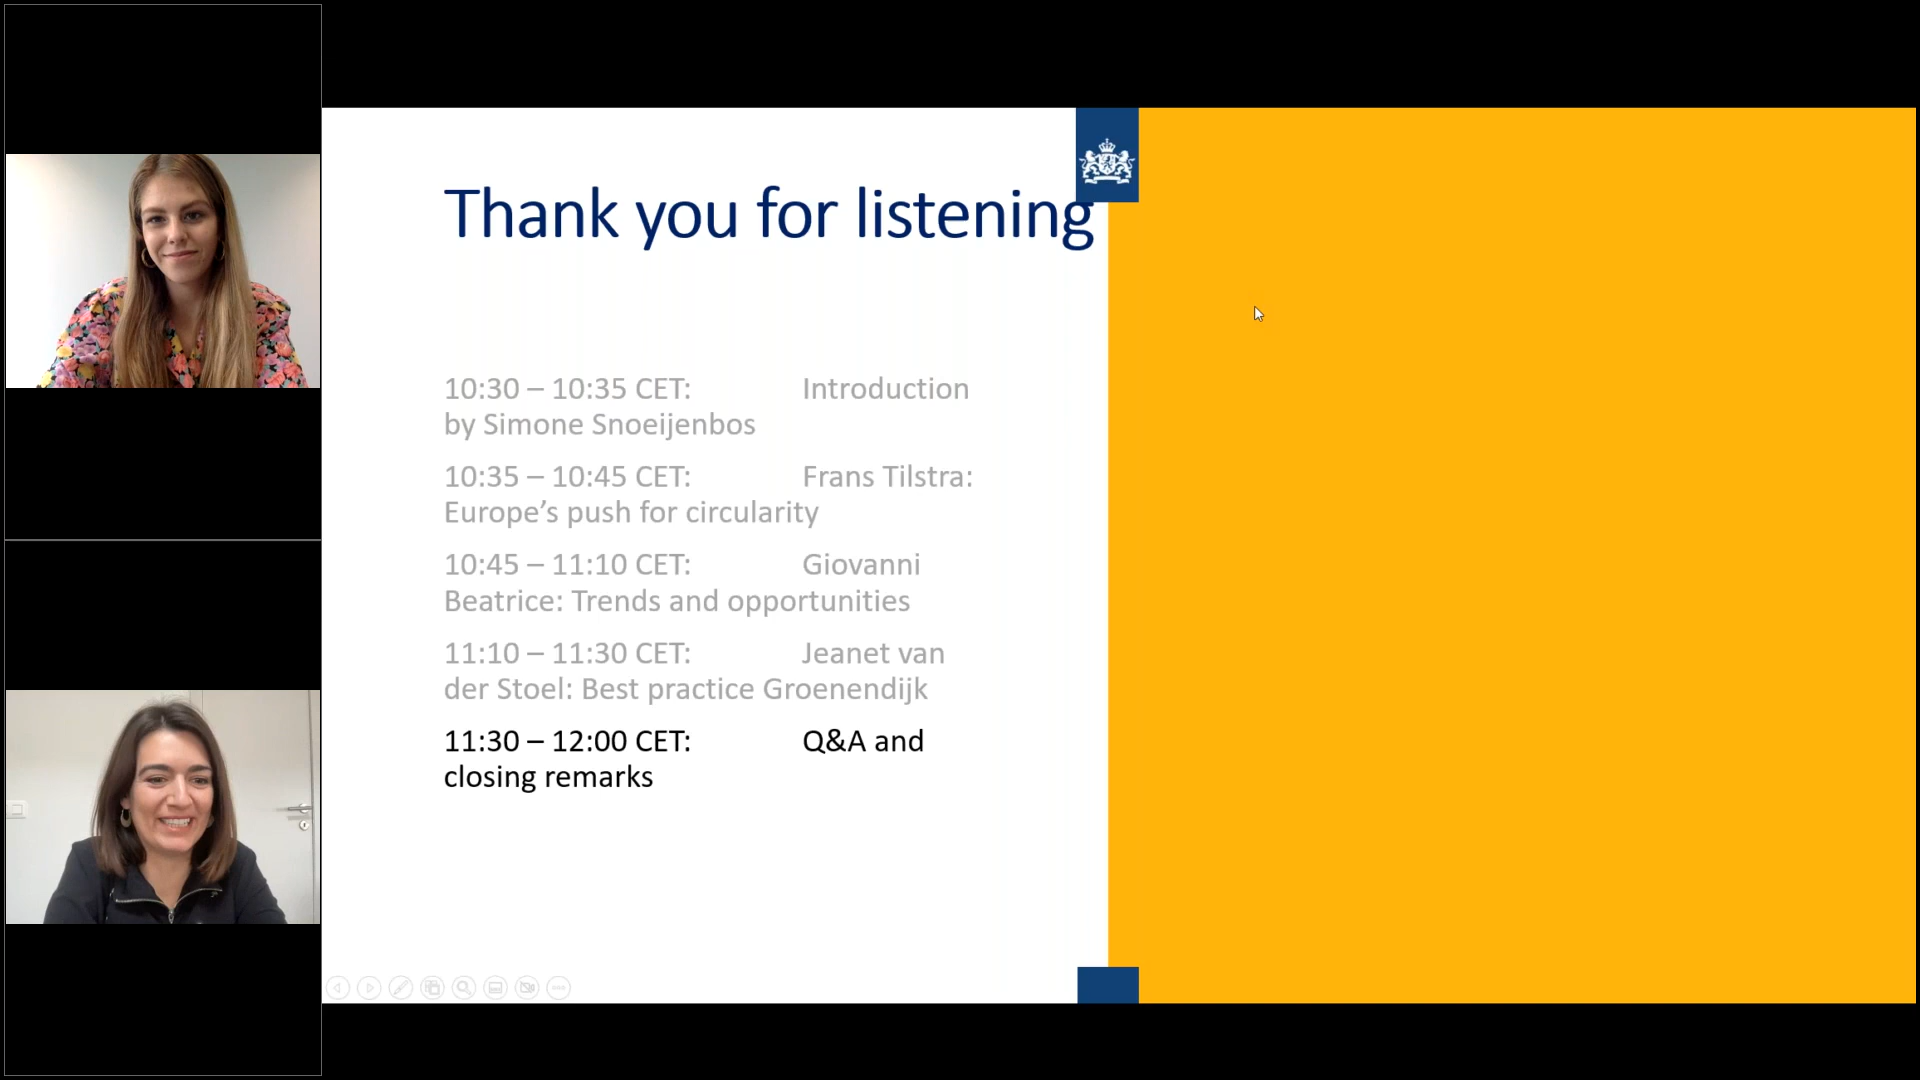 Thank you for listening
10:30 – 10:35 CET: Introduction
by Simone Snoeijenbos
10:35 – 10:45 CET: Frans Tilstra:
Europe’s push for circularity
10:45 – 11:10 CET: Giovanni
Beatrice: Trends and opportunities
11:10 – 11:30 CET: Jeanet van
der Stoel: Best practice Groenendijk
11:30 – 12:00 CET: Q&A and
closing remarks